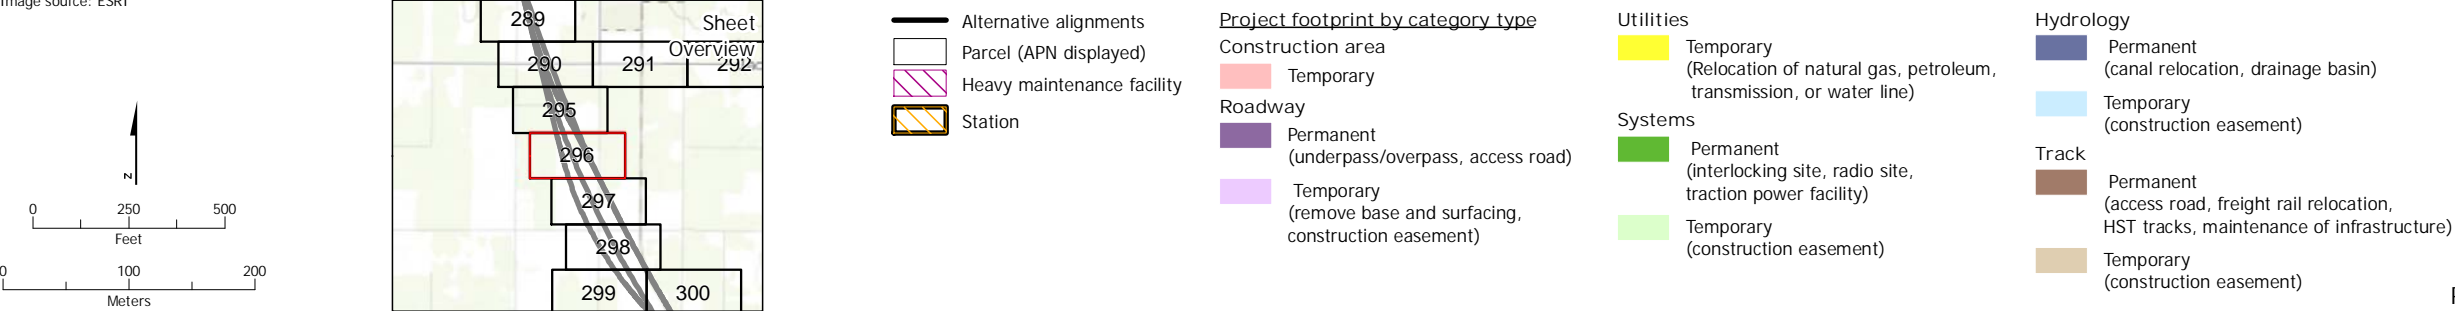 Image source: ESRI
N
0 250 500
Feet
0 100 200
Meters
Sheet
Overview
289
290 291 292
295
296
297
298
299 300
Alternative alignments
Parcel (APN displayed)
Heavy maintenance facility
Station
Project footprint by category type
Construction area
Temporary
Roadway
Permanent
(underpass/overpass, access road)
Temporary
(remove base and surfacing,
construction easement)
Utilities
Temporary
(Relocation of natural gas, petroleum,
transmission, or water line)
Systems
Permanent
(interlocking site, radio site,
traction power facility)
Temporary
(construction easement)
Hydrology
Permanent
(canal relocation, drainage basin)
Temporary
(construction easement)
Track
Permanent
(access road, freight rail relocation,
HST tracks, maintenance of infrastructure)
Temporary
(construction easement)